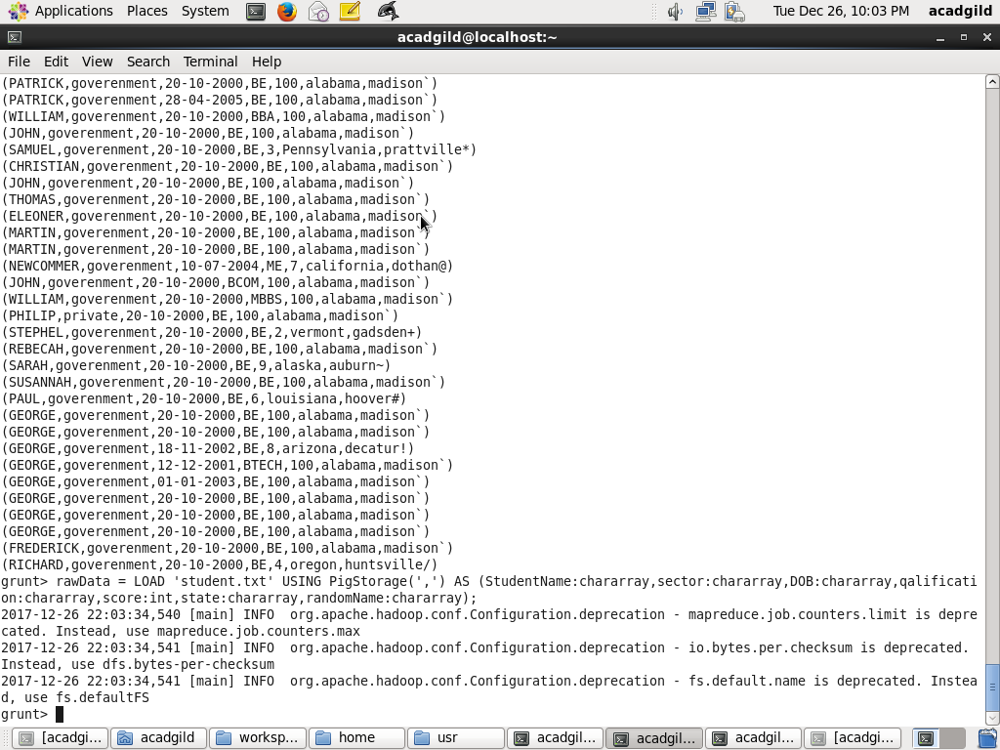 Applications Places System Tue Dec 26, 10:03 PM acadgild
acadgild@localhost:~
File Edit View Search Terminal Help
(PATRICK,goverenment,20-10-2000,BE,100,alabama,madison`)
(PATRICK,goverenment,28-04-2005,BE,100,alabama,madison`)
(WILLIAM,goverenment,20-10-2000,BBA,100,alabama,madison`)
(JOHN,goverenment,20-10-2000,BE,100,alabama,madison`)
(SAMUEL,goverenment,20-10-2000,BE,3,Pennsylvania,prattville*)
(CHRISTIAN,goverenment,20-10-2000,BE,100,alabama,madison`)
(JOHN,goverenment,20-10-2000,BE,100,alabama,madison`)
(THOMAS,goverenment,20-10-2000,BE,100,alabama,madison`)
(ELEONER,goverenment,20-10-2000,BE,100,alabama,madison`)
(MARTIN,goverenment,20-10-2000,BE,100,alabama,madison`)
(MARTIN,goverenment,20-10-2000,BE,100,alabama,madison`)
(NEWCOMMER,goverenment,10-07-2004,ME,7,california,dothan@)
(JOHN,goverenment,20-10-2000,BCOM,100,alabama,madison`)
(WILLIAM,goverenment,20-10-2000,MBBS,100,alabama,madison`)
(PHILIP,private,20-10-2000,BE,100,alabama,madison`)
(STEPHEL,goverenment,20-10-2000,BE,2,vermont,gadsden+)
(REBECAH,goverenment,20-10-2000,BE,100,alabama,madison`)
(SARAH,goverenment,20-10-2000,BE,9,alaska,auburn~)
(SUSANNAH,goverenment,20-10-2000,BE,100,alabama,madison`)
(PAUL,goverenment,20-10-2000,BE,6,louisiana,hoover#)
(GEORGE,goverenment,20-10-2000,BE,100,alabama,madison`)
(GEORGE,goverenment,20-10-2000,BE,100,alabama,madison`)
(GEORGE,goverenment,18-11-2002,BE,8,arizona,decatur!)
(GEORGE,goverenment,12-12-2001,BTECH,100,alabama,madison`)
(GEORGE,goverenment,01-01-2003,BE,100,alabama,madison`)
(GEORGE,goverenment,20-10-2000,BE,100,alabama,madison`)
(GEORGE,goverenment,20-10-2000,BE,100,alabama,madison`)
(GEORGE,goverenment,20-10-2000,BE,100,alabama,madison`)
(FREDERICK,goverenment,20-10-2000,BE,100,alabama,madison`)
(RICHARD,goverenment,20-10-2000,BE,4,oregon,huntsville/)
grunt> rawData = LOAD 'student.txt' USING PigStorage(',') AS (StudentName:chararray,sector:chararray,DOB:chararray,qalificati
on:chararray,score:int,state:chararray,randomName:chararray);
2017-12-26 22:03:34,540 [main] INFO  org.apache.hadoop.conf.Configuration.deprecation - mapreduce.job.counters.limit is depre
cated. Instead, use mapreduce.job.counters.max
2017-12-26 22:03:34,541 [main] INFO  org.apache.hadoop.conf.Configuration.deprecation - io.bytes.per.checksum is deprecated.
Instead, use dfs.bytes-per-checksum
2017-12-26 22:03:34,541 [main] INFO  org.apache.hadoop.conf.Configuration.deprecation - fs.default.name is deprecated. Instea
d, use fs.defaultFS
grunt>
[acadgi... acadgild worksp... home usr acadgil... acadgil... acadgil... [acadgi...